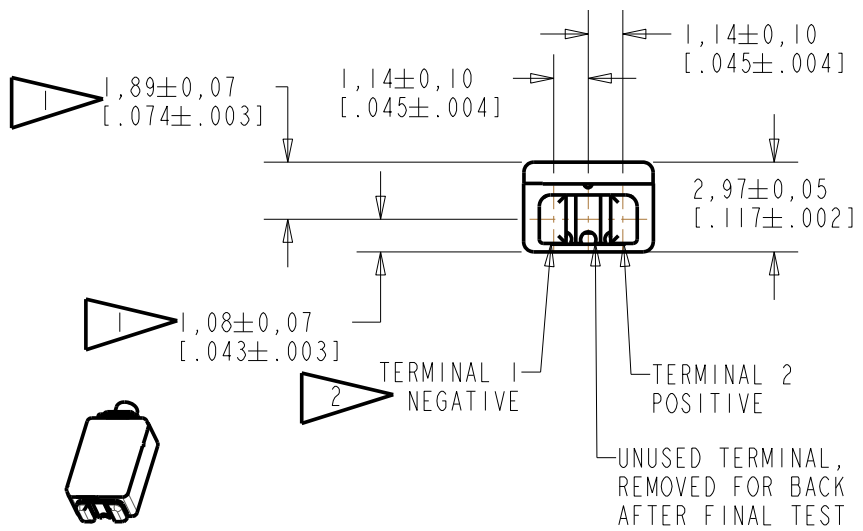 1,14±0,10
[.045±.004]
1
1,89±0,07
[.074±.003]
1,14±0,10
[.045±.004]
2,97±0,05
[.117±.002]
1
1,08±0,07
[.043±.003]
2
TERMINAL 1
NEGATIVE
TERMINAL 2
POSITIVE
UNUSED TERMINAL,
REMOVED FOR BACK
AFTER FINAL TEST